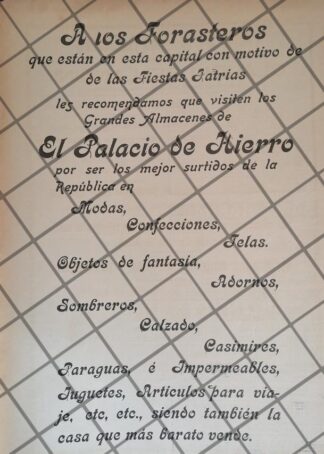 A los Forasteros
que están en esta capital con motivo de
de las Fiestas Patrias
les recomendamos que visiten los
Grandes Almacenes de
El Palacio de Hierro
por ser los mejor surtidos de la
República en
Modas,
Confecciones,
Telas.
Objetos de fantasía,
Adornos,
Sombreros,
Calzado,
Casimires,
Paraguas, é Impermeables,
Juguetes, Artículos para via-
je, etc, etc., siendo también la
casa que más barato vende.